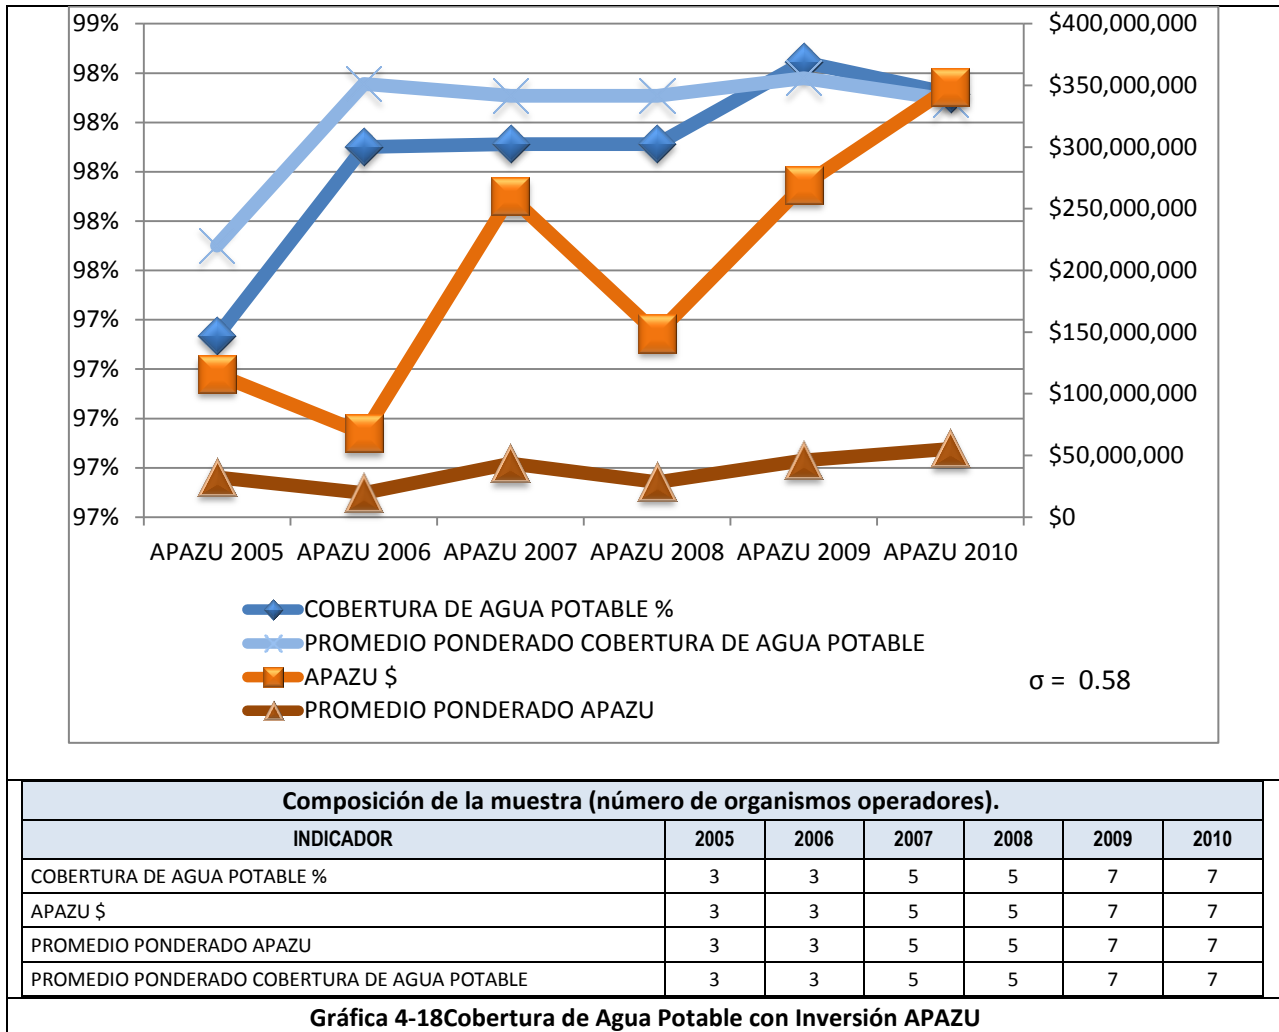 99%
98%
98%
98%
98%
98%
97%
97%
97%
97%
97%
$400,000,000
$350,000,000
$300,000,000
$250,000,000
$200,000,000
$150,000,000
$100,000,000
$50,000,000
$0
APAZU 2005 APAZU 2006 APAZU 2007 APAZU 2008 APAZU 2009 APAZU 2010
COBERTURA DE AGUA POTABLE %
PROMEDIO PONDERADO COBERTURA DE AGUA POTABLE
APAZU $
PROMEDIO PONDERADO APAZU
σ = 0.58
Composición de la muestra (número de organismos operadores).
INDICADOR 2005 2006 2007 2008 2009 2010
COBERTURA DE AGUA POTABLE % 3 3 5 5 7 7
APAZU $ 3 3 5 5 7 7
PROMEDIO PONDERADO APAZU 3 3 5 5 7 7
PROMEDIO PONDERADO COBERTURA DE AGUA POTABLE 3 3 5 5 7 7
Gráfica 4-18Cobertura de Agua Potable con Inversión APAZU